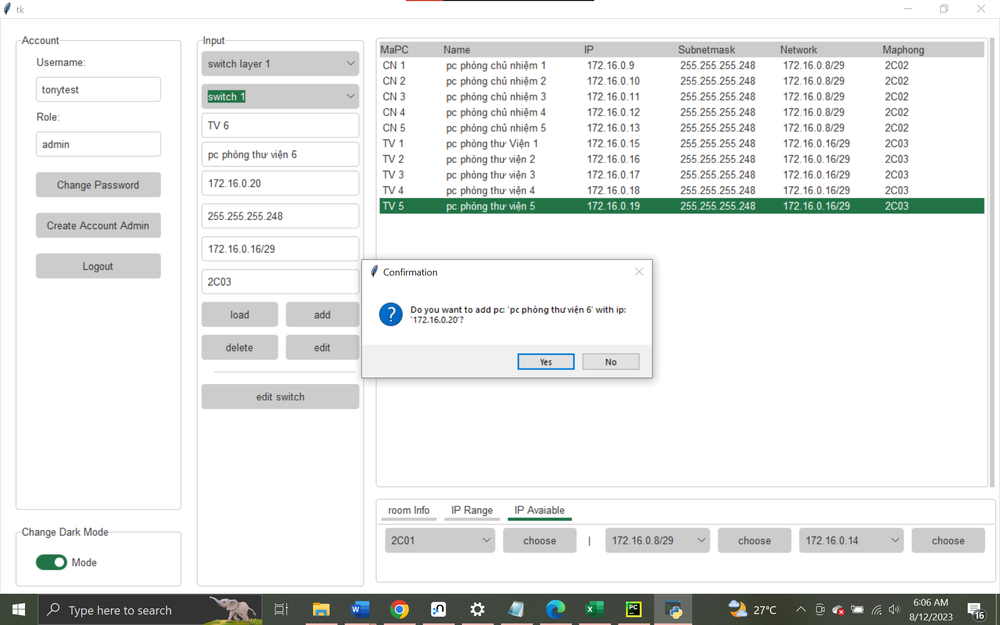 tk
Account
Username:
tonytest
Role:
admin
Change Password
Create Account Admin
Logout
Change Dark Mode
Mode
Input
switch layer 1
switch 1
TV 6
pc phòng thư viện 6
172.16.0.20
255.255.255.248
172.16.0.16/29
2C03
load add
delete edit
edit switch
MaPC Name IP Subnetmask Network Maphong
CN 1 pc phòng chủ nhiệm 1 172.16.0.9 255.255.255.248 172.16.0.8/29 2C02
CN 2 pc phòng chủ nhiệm 2 172.16.0.10 255.255.255.248 172.16.0.8/29 2C02
CN 3 pc phòng chủ nhiệm 3 172.16.0.11 255.255.255.248 172.16.0.8/29 2C02
CN 4 pc phòng chủ nhiệm 4 172.16.0.12 255.255.255.248 172.16.0.8/29 2C02
CN 5 pc phòng chủ nhiệm 5 172.16.0.13 255.255.255.248 172.16.0.8/29 2C02
TV 1 pc phòng thư Viện 1 172.16.0.15 255.255.255.248 172.16.0.16/29 2C03
TV 2 pc phòng thư viện 2 172.16.0.16 255.255.255.248 172.16.0.16/29 2C03
TV 3 pc phòng thư viện 3 172.16.0.17 255.255.255.248 172.16.0.16/29 2C03
TV 4 pc phòng thư viện 4 172.16.0.18 255.255.255.248 172.16.0.16/29 2C03
TV 5 pc phòng thư viện 5 172.16.0.19 255.255.255.248 172.16.0.16/29 2C03
Confirmation
?
Do you want to add pc: 'pc phòng thư viện 6' with ip:
'172.16.0.20'?
Yes No
room Info IP Range IP Avaiable
2C01 choose | 172.16.0.8/29 choose 172.16.0.14 choose
Type here to search
W
X
PC
27°C
6:06 AM
8/12/2023
16